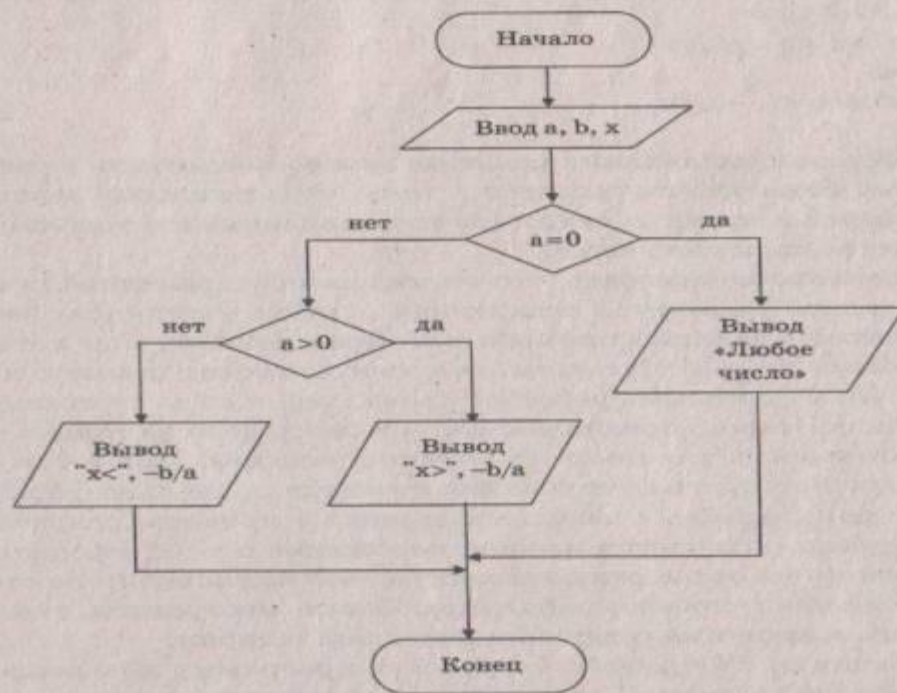 Начало
Ввод a, b, x
a=0
нет
да
a>0
нет
да
Вывод
«Любое
число»
Вывод
"x<", –b/a
Вывод
"x>", –b/a
Конец